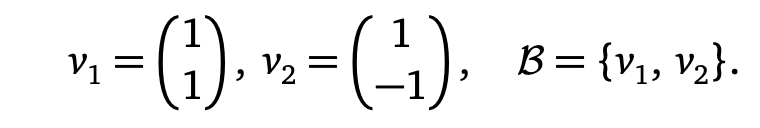 v₁ = (1 1), v₂ = (1 −1), ℬ = {v₁, v₂}.